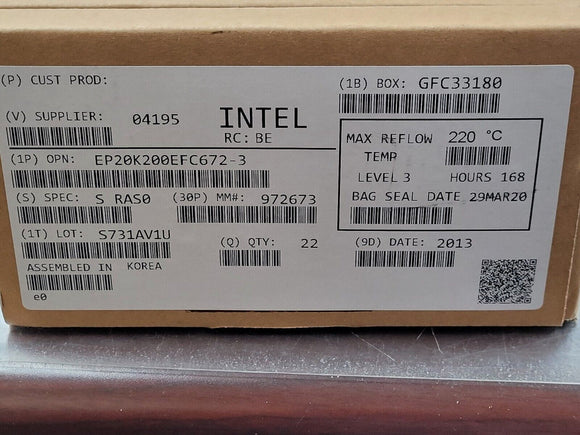 (P) CUST PROD:
(1B) BOX: GFC33180
(V) SUPPLIER: 04195
INTEL
RC: BE
MAX REFLOW 220 °C
TEMP
LEVEL 3 HOURS 168
BAG SEAL DATE 29MAR20
(1P) OPN: EP20K200EFC672-3
(S) SPEC: S RAS0 (30P) MM#: 972673
(1T) LOT: S731AV1U (Q) QTY: 22 (9D) DATE: 2013
ASSEMBLED IN KOREA
e0